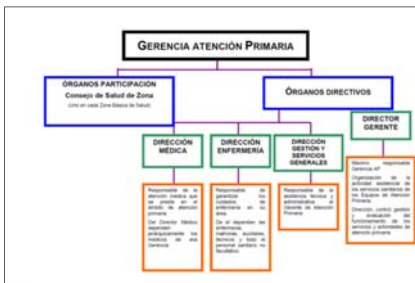 GERENCIA ATENCIÓN PRIMARIA
ÓRGANOS PARTICIPACIÓN
Consejo de Salud de Zona
(Uno en cada Zona Básica de Salud)
ÓRGANOS DIRECTIVOS
DIRECTOR
GERENTE
DIRECCIÓN
MÉDICA
DIRECCIÓN
ENFERMERÍA
DIRECCIÓN
GESTIÓN Y
SERVICIOS
GENERALES
Responsable de la
atención médica que
se presta en el
ámbito de atención
primaria.
Del Director Médico
dependen
jerárquicamente los
médicos de esa
Gerencia
Responsable de
garantizar los
cuidados de
enfermería en su
área.
De él dependen las
enfermeras,
matronas, auxiliares,
técnicos y todo el
personal sanitario no
facultativo.
Responsable de la
asistencia técnica y
administrativa al
Gerente de Atención
Primaria
Máximo responsable
Gerencia AP
Organización de la
actividad asistencial de
los servicios sanitarios de
los Equipos de Atención
Primaria
Dirección, control, gestión
y evaluación del
funcionamiento de los
servicios y actividades de
atención primaria